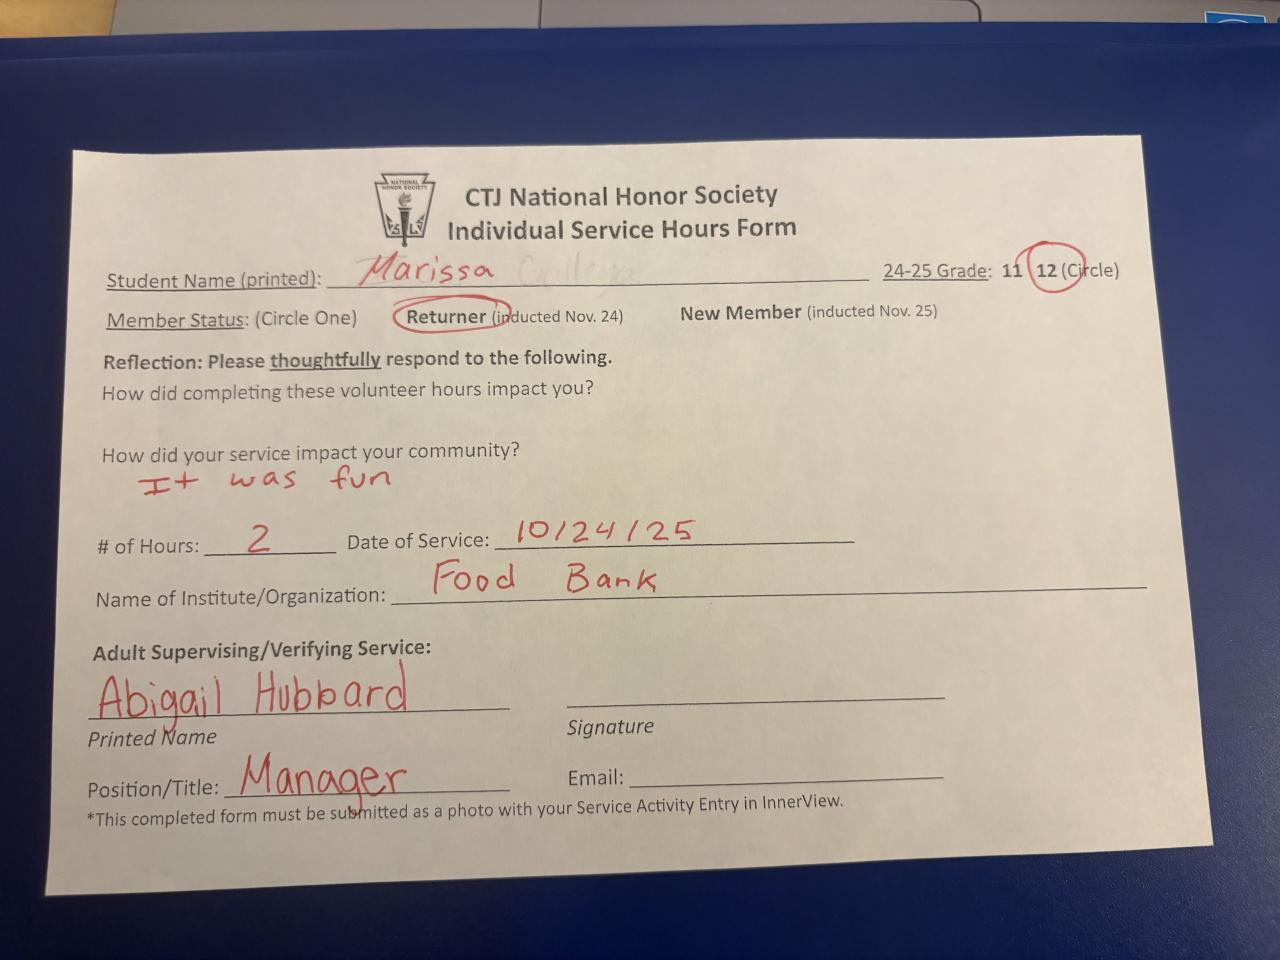 NATIONAL
HONOR SOCIETY
CTJ National Honor Society
Individual Service Hours Form
Student Name (printed): Marissa 24-25 Grade: 11 12 (Circle)
Member Status: (Circle One) Returner (inducted Nov. 24) New Member (inducted Nov. 25)
Reflection: Please thoughtfully respond to the following.
How did completing these volunteer hours impact you?
How did your service impact your community?
It was fun
# of Hours: 2 Date of Service: 10/24/25
Name of Institute/Organization: Food Bank
Adult Supervising/Verifying Service:
Abigail Hubbard
Printed Name Signature
Position/Title: Manager Email:
*This completed form must be submitted as a photo with your Service Activity Entry in InnerView.